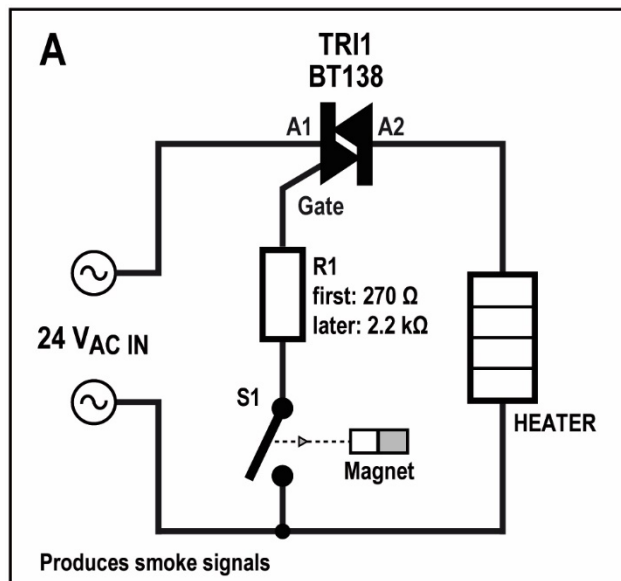 A
TRI1
BT138
A1
A2
Gate
R1
first: 270 Ω
later: 2.2 kΩ
24 VAC IN
S1
Magnet
HEATER
Produces smoke signals